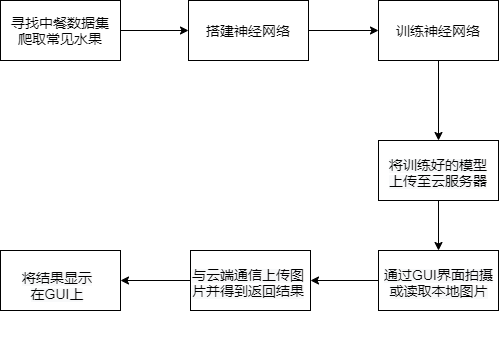 寻找中餐数据集
爬取常见水果
搭建神经网络
训练神经网络
将训练好的模型
上传至云服务器
通过GUI界面拍摄
或读取本地图片
与云端通信上传图
片并得到返回结果
将结果显示
在GUI上